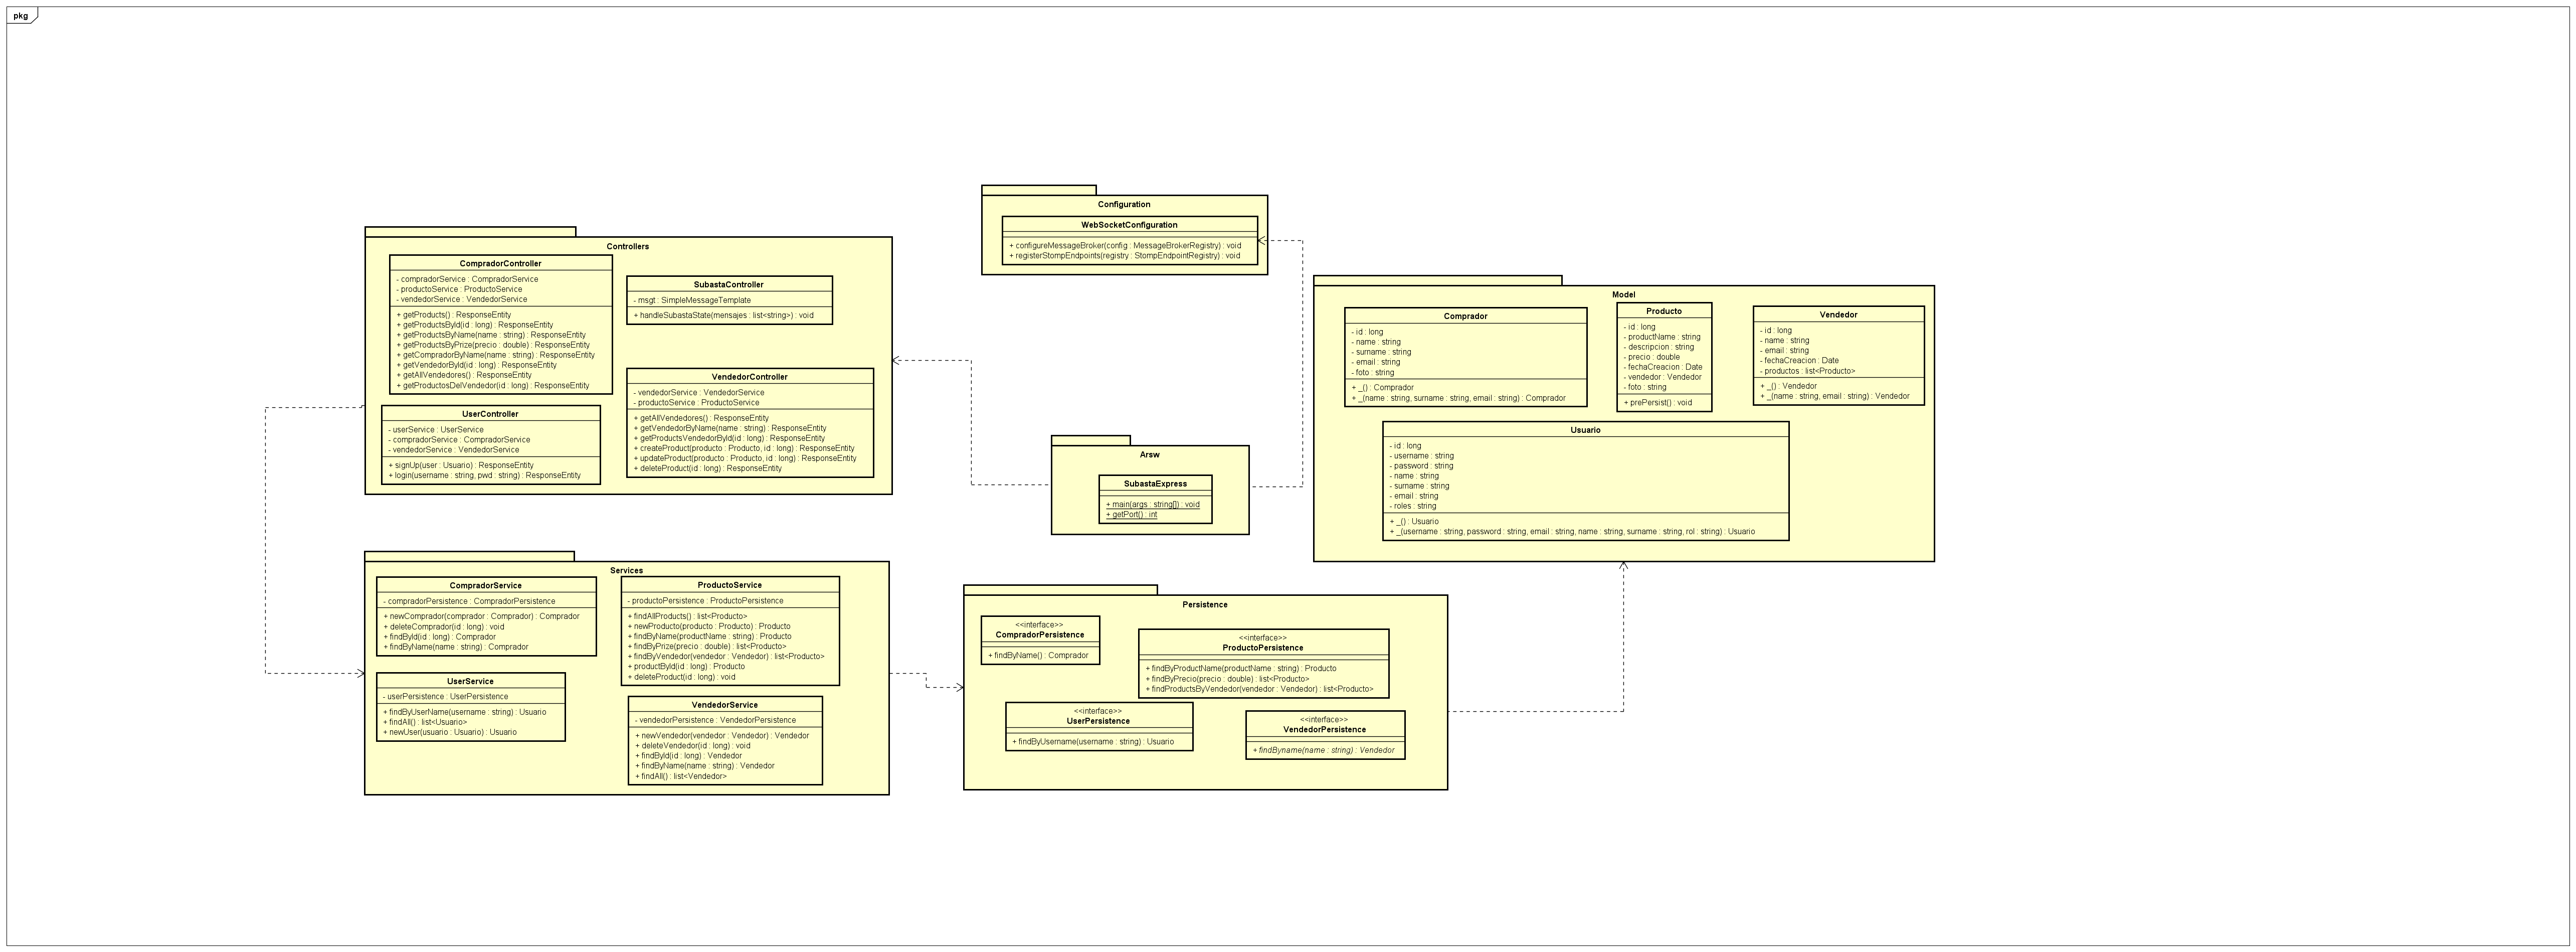 pkg
Configuration
WebSocketConfiguration
+ configureMessageBroker(config : MessageBrokerRegistry) : void
+ registerStompEndpoints(registry : StompEndpointRegistry) : void
Controllers
CompradorController
- compradorService : CompradorService
- productoService : ProductoService
- vendedorService : VendedorService
+ getProducts() : ResponseEntity
+ getProductsById(id : long) : ResponseEntity
+ getProductsByName(name : string) : ResponseEntity
+ getProductsByPrize(precio : double) : ResponseEntity
+ getCompradorByName(name : string) : ResponseEntity
+ getVendedorById(id : long) : ResponseEntity
+ getAllVendedores() : ResponseEntity
+ getProductosDelVendedor(id : long) : ResponseEntity
SubastaController
- msgt : SimpleMessageTemplate
+ handleSubastaState(mensajes : list<string>) : void
VendedorController
- vendedorService : VendedorService
- productoService : ProductoService
+ getAllVendedores() : ResponseEntity
+ getVendedorByName(name : string) : ResponseEntity
+ getProductsVendedorById(id : long) : ResponseEntity
+ createProduct(producto : Producto, id : long) : ResponseEntity
+ updateProduct(producto : Producto, id : long) : ResponseEntity
+ deleteProduct(id : long) : ResponseEntity
UserController
- userService : UserService
- compradorService : CompradorService
- vendedorService : VendedorService
+ signUp(user : Usuario) : ResponseEntity
+ login(username : string, pwd : string) : ResponseEntity
Model
Comprador
- id : long
- name : string
- surname : string
- email : string
- foto : string
+ _() : Comprador
+ _(name : string, surname : string, email : string) : Comprador
Producto
- id : long
- productName : string
- descripcion : string
- precio : double
- fechaCreacion : Date
- vendedor : Vendedor
- foto : string
+ prePersist() : void
Vendedor
- id : long
- name : string
- email : string
- fechaCreacion : Date
- productos : list<Producto>
+ _() : Vendedor
+ _(name : string, email : string) : Vendedor
Usuario
- id : long
- username : string
- password : string
- name : string
- surname : string
- email : string
- roles : string
+ _() : Usuario
+ _(username : string, password : string, email : string, name : string, surname : string, rol : string) : Usuario
Arsw
SubastaExpress
+ main(args : string[]) : void
+ getPort() : int
Services
CompradorService
- compradorPersistence : CompradorPersistence
+ newComprador(comprador : Comprador) : Comprador
+ deleteComprador(id : long) : void
+ findById(id : long) : Comprador
+ findByName(name : string) : Comprador
ProductoService
- productoPersistence : ProductoPersistence
+ findAllProducts() : list<Producto>
+ newProducto(producto : Producto) : Producto
+ findByName(productName : string) : Producto
+ findByPrize(precio : double) : list<Producto>
+ findByVendedor(vendedor : Vendedor) : list<Producto>
+ productById(id : long) : Producto
+ deleteProduct(id : long) : void
UserService
- userPersistence : UserPersistence
+ findByUserName(username : string) : Usuario
+ findAll() : list<Usuario>
+ newUser(usuario : Usuario) : Usuario
VendedorService
- vendedorPersistence : VendedorPersistence
+ newVendedor(vendedor : Vendedor) : Vendedor
+ deleteVendedor(id : long) : void
+ findById(id : long) : Vendedor
+ findByName(name : string) : Vendedor
+ findAll() : list<Vendedor>
Persistence
<<interface>>
CompradorPersistence
+ findByName() : Comprador
<<interface>>
ProductoPersistence
+ findByProductName(productName : string) : Producto
+ findByPrecio(precio : double) : list<Producto>
+ findProductsByVendedor(vendedor : Vendedor) : list<Producto>
<<interface>>
UserPersistence
+ findByUsername(username : string) : Usuario
<<interface>>
VendedorPersistence
+ findByname(name : string) : Vendedor